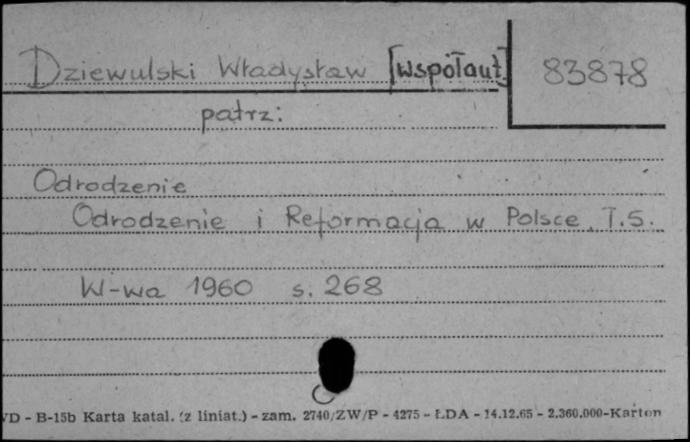 Dziewulski Władysław [współaut] 83878
patrz:
Odrodzenie
Odrodzenie i Reformacja w Polsce. T.5.
W-wa 1960 s. 268
VD - B-15b Karta katal. (z liniat.) - zam. 2740/ZW/P - 4275 - ŁDA - 14.12.65 - 2.360.000-Karton